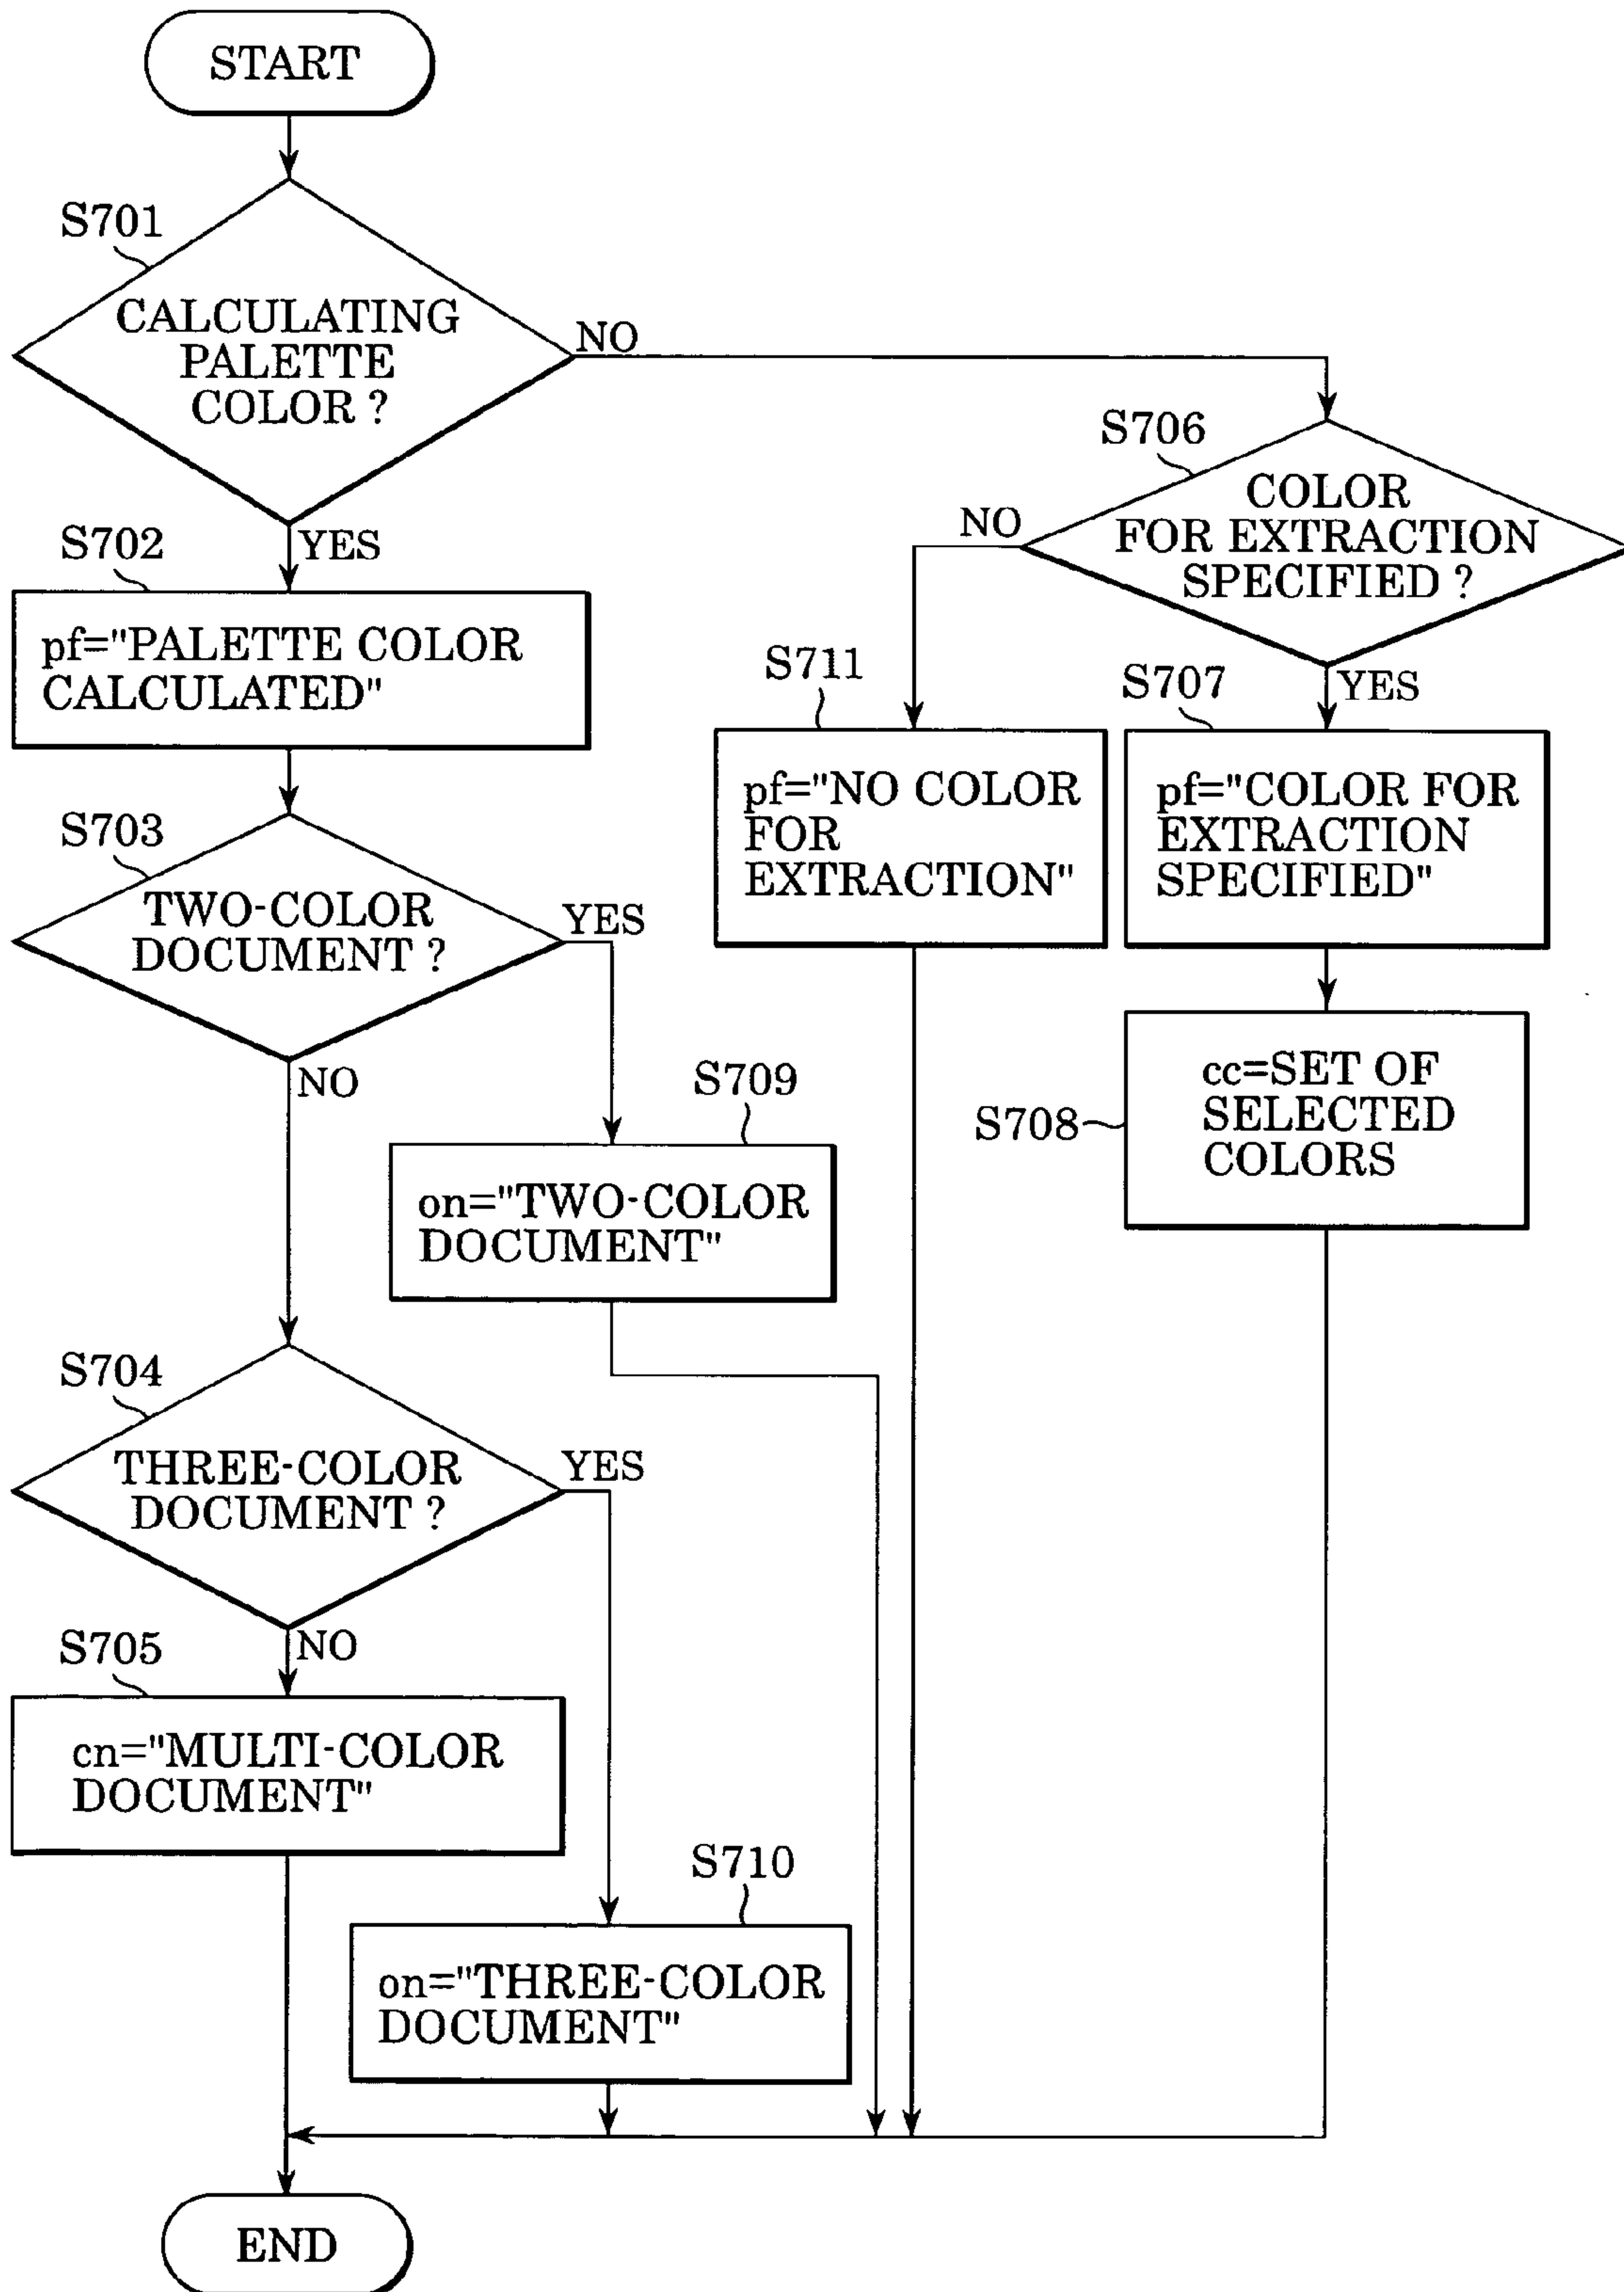 START
S701
CALCULATING
PALETTE
COLOR ?
NO
YES
S702
pf="PALETTE COLOR
CALCULATED"
S703
TWO-COLOR
DOCUMENT ?
YES
NO
S709
on="TWO-COLOR
DOCUMENT"
S704
THREE-COLOR
DOCUMENT ?
YES
NO
S705
cn="MULTI-COLOR
DOCUMENT"
S710
on="THREE-COLOR
DOCUMENT"
S706
COLOR
FOR EXTRACTION
SPECIFIED ?
NO
YES
S711
pf="NO COLOR
FOR
EXTRACTION"
S707
pf="COLOR FOR
EXTRACTION
SPECIFIED"
S708
cc=SET OF
SELECTED
COLORS
END